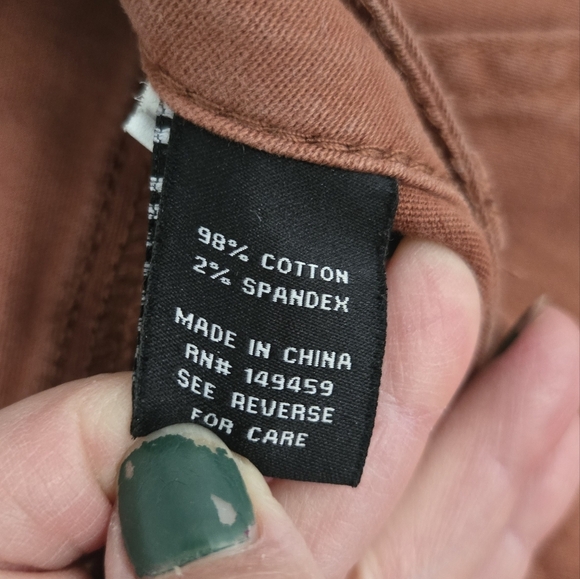 98% COTTON
2% SPANDEX
MADE IN CHINA
RN# 149459
SEE REVERSE
FOR CARE